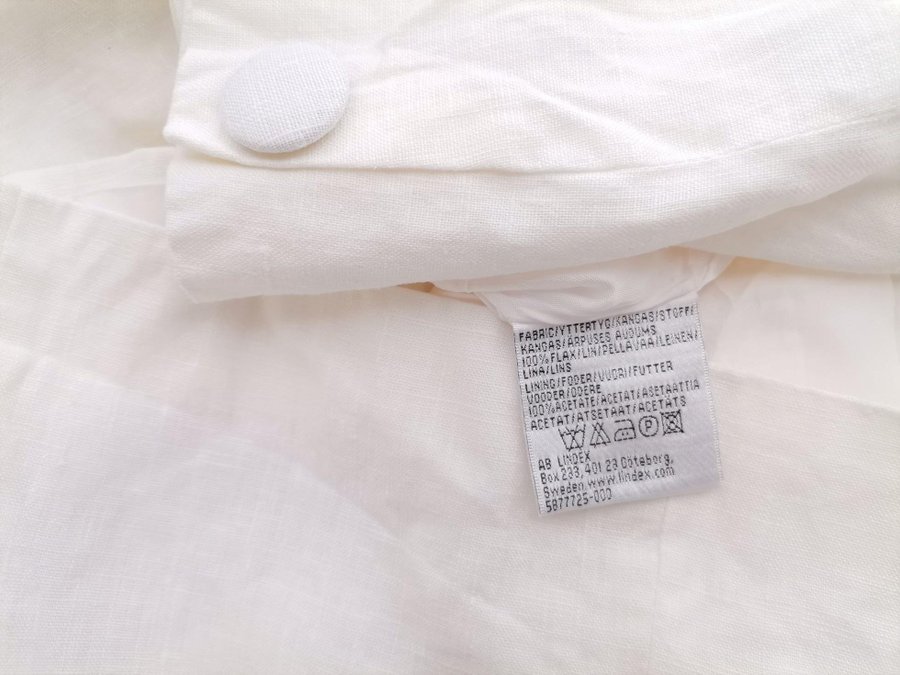 FABRIC/YTTERTYG/KANGAS/STOFF/
KANGAS/ĀRPUSES AUDUMS
100%FLAX/LIN/PELLAVAA/LEINEN/
LINA/LINS
LINING/FODER/VUORI/FUTTER
VOODER/ODERE
100%ACETATE/ACETAT/ASETAATTIA
ACETAT/ATSETAAT/ACETĀTS
P
AB LINDEX
Box 233, 401 23 Göteborg,
Sweden www.lindex.com
5877725-000